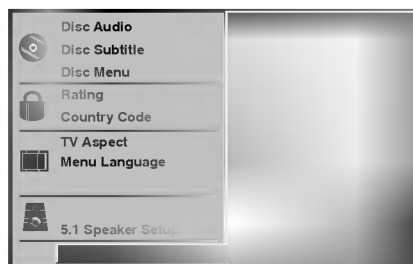 Disc Audio
Disc Subtitle
Disc Menu
Rating
Country Code
TV Aspect
Menu Language
5.1 Speaker Setup